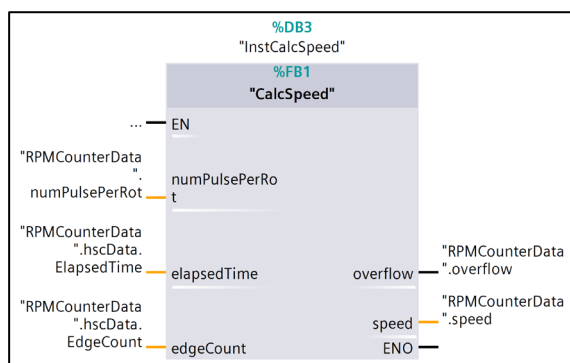 %DB3
"InstCalcSpeed"
%FB1
"CalcSpeed"
... EN
"RPMCounterData
".
numPulsePerRot
numPulsePerRo
t
"RPMCounterData
".hscData.
ElapsedTime
elapsedTime
overflow
"RPMCounterData
".overflow
"RPMCounterData
".hscData.
EdgeCount
edgeCount
speed
"RPMCounterData
".speed
ENO